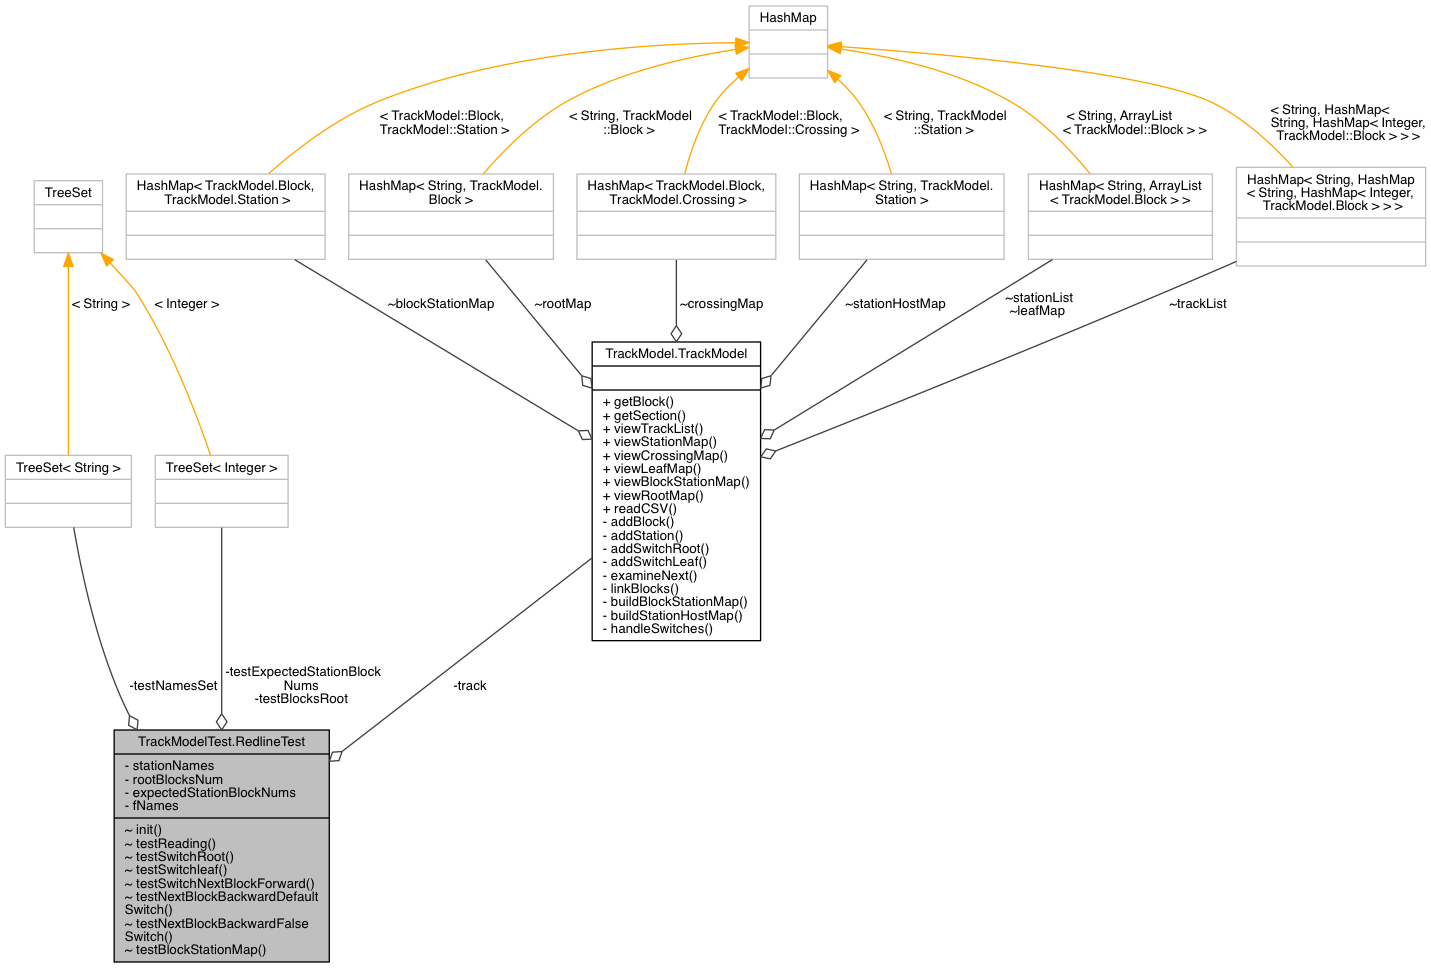 HashMap
< TrackModel::Block,
TrackModel::Station >
< String, TrackModel
::Block >
< TrackModel::Block,
TrackModel::Crossing >
< String, TrackModel
::Station >
< String, ArrayList
< TrackModel::Block > >
< String, HashMap<
String, HashMap< Integer,
TrackModel::Block > > >
TreeSet
HashMap< TrackModel.Block,
TrackModel.Station >
HashMap< String, TrackModel.
Block >
HashMap< TrackModel.Block,
TrackModel.Crossing >
HashMap< String, TrackModel.
Station >
HashMap< String, ArrayList
< TrackModel.Block > >
HashMap< String, HashMap
< String, HashMap< Integer,
TrackModel.Block > > >
< String >
< Integer >
~blockStationMap
~rootMap
~crossingMap
~stationHostMap
~stationList
~leafMap
~trackList
TrackModel.TrackModel
+ getBlock()
+ getSection()
+ viewTrackList()
+ viewStationMap()
+ viewCrossingMap()
+ viewLeafMap()
+ viewBlockStationMap()
+ viewRootMap()
+ readCSV()
- addBlock()
- addStation()
- addSwitchRoot()
- addSwitchLeaf()
- examineNext()
- linkBlocks()
- buildBlockStationMap()
- buildStationHostMap()
- handleSwitches()
TreeSet< String >
TreeSet< Integer >
-testNamesSet
-testExpectedStationBlock
Nums
-testBlocksRoot
-track
TrackModelTest.RedlineTest
- stationNames
- rootBlocksNum
- expectedStationBlockNums
- fNames
~ init()
~ testReading()
~ testSwitchRoot()
~ testSwitchleaf()
~ testSwitchNextBlockForward()
~ testNextBlockBackwardDefault
Switch()
~ testNextBlockBackwardFalse
Switch()
~ testBlockStationMap()